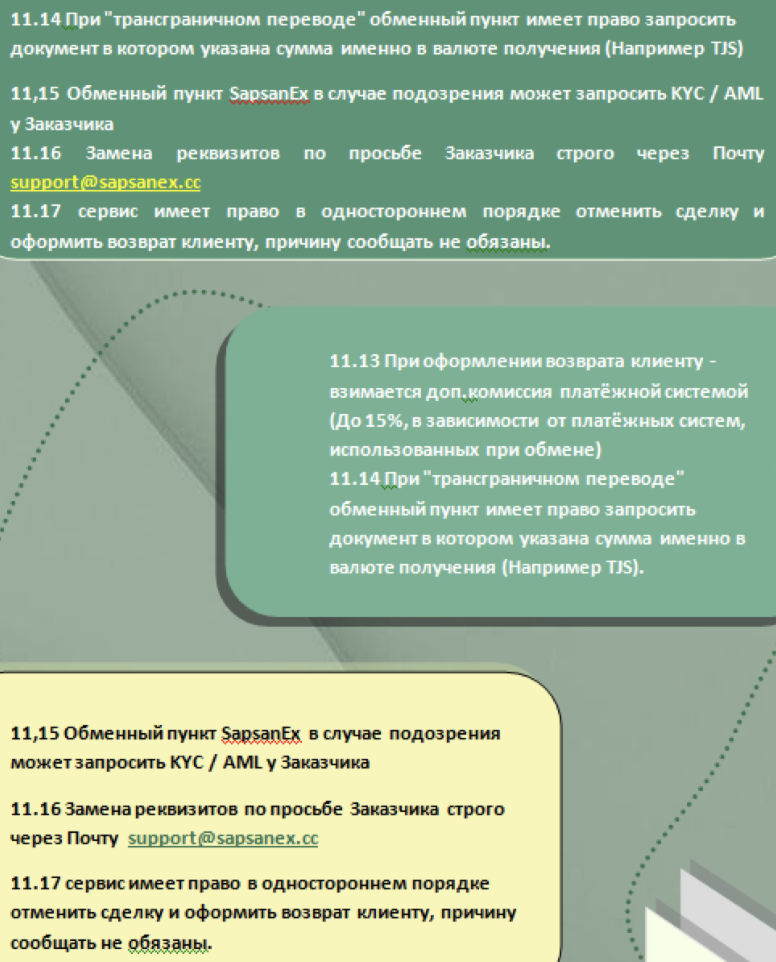 11.14 При "трансграничном переводе" обменный пункт имеет право запросить
документ в котором указана сумма именно в валюте получения (Например TJS)
11,15 Обменный пункт SapsanEx в случае подозрения может запросить KYC / AML
у Заказчика
11.16 Замена реквизитов по просьбе Заказчика строго через Почту
support@sapsanex.cc
11.17 сервис имеет право в одностороннем порядке отменить сделку и
оформить возврат клиенту, причину сообщать не обязаны.
11.13 При оформлении возврата клиенту -
взимается доп.комиссия платёжной системой
(До 15%, в зависимости от платёжных систем,
использованных при обмене)
11.14 При "трансграничном переводе"
обменный пункт имеет право запросить
документ в котором указана сумма именно в
валюте получения (Например TJS).
11,15 Обменный пункт SapsanEx в случае подозрения
может запросить KYC / AML у Заказчика
11.16 Замена реквизитов по просьбе Заказчика строго
через Почту support@sapsanex.cc
11.17 сервис имеет право в одностороннем порядке
отменить сделку и оформить возврат клиенту, причину
сообщать не обязаны.